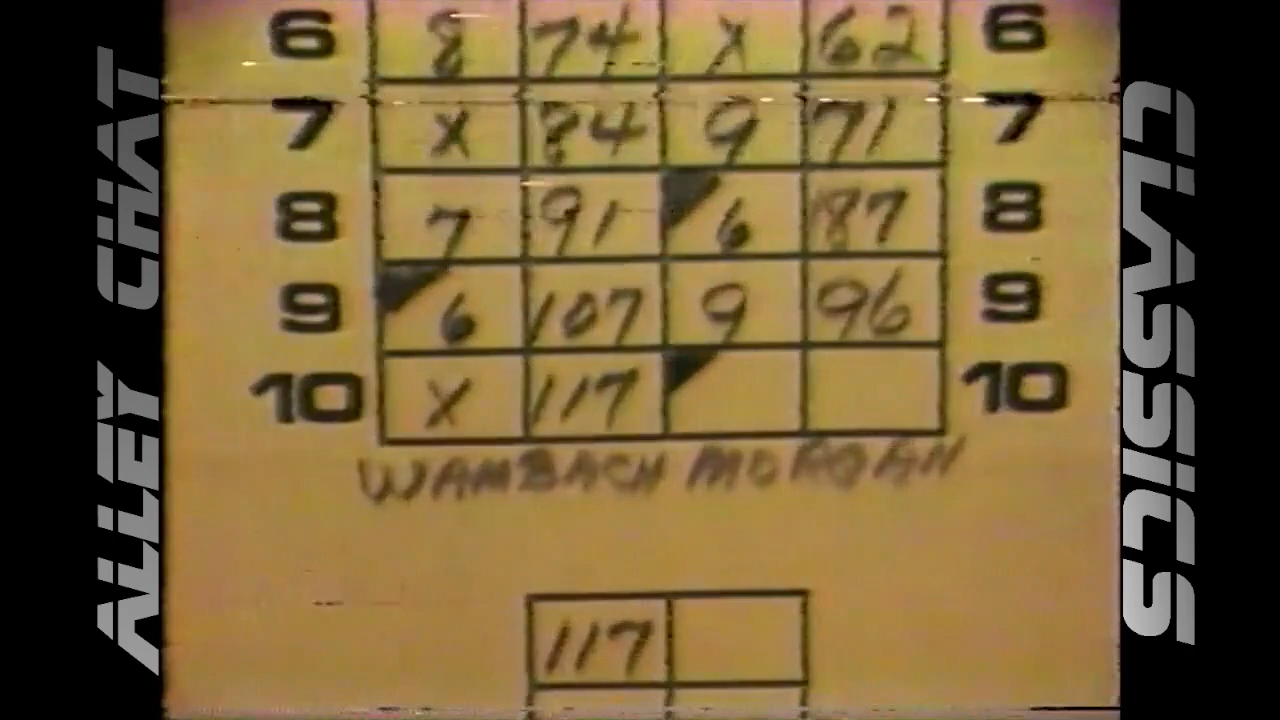 ALLEY CHAT
6 8 74 X 62 6
7 X 84 9 71 7
8 7 91 6 87 8
9 6 107 9 96 9
10 X 117 10
WAMBACH MORGAN
117
CLASSICS